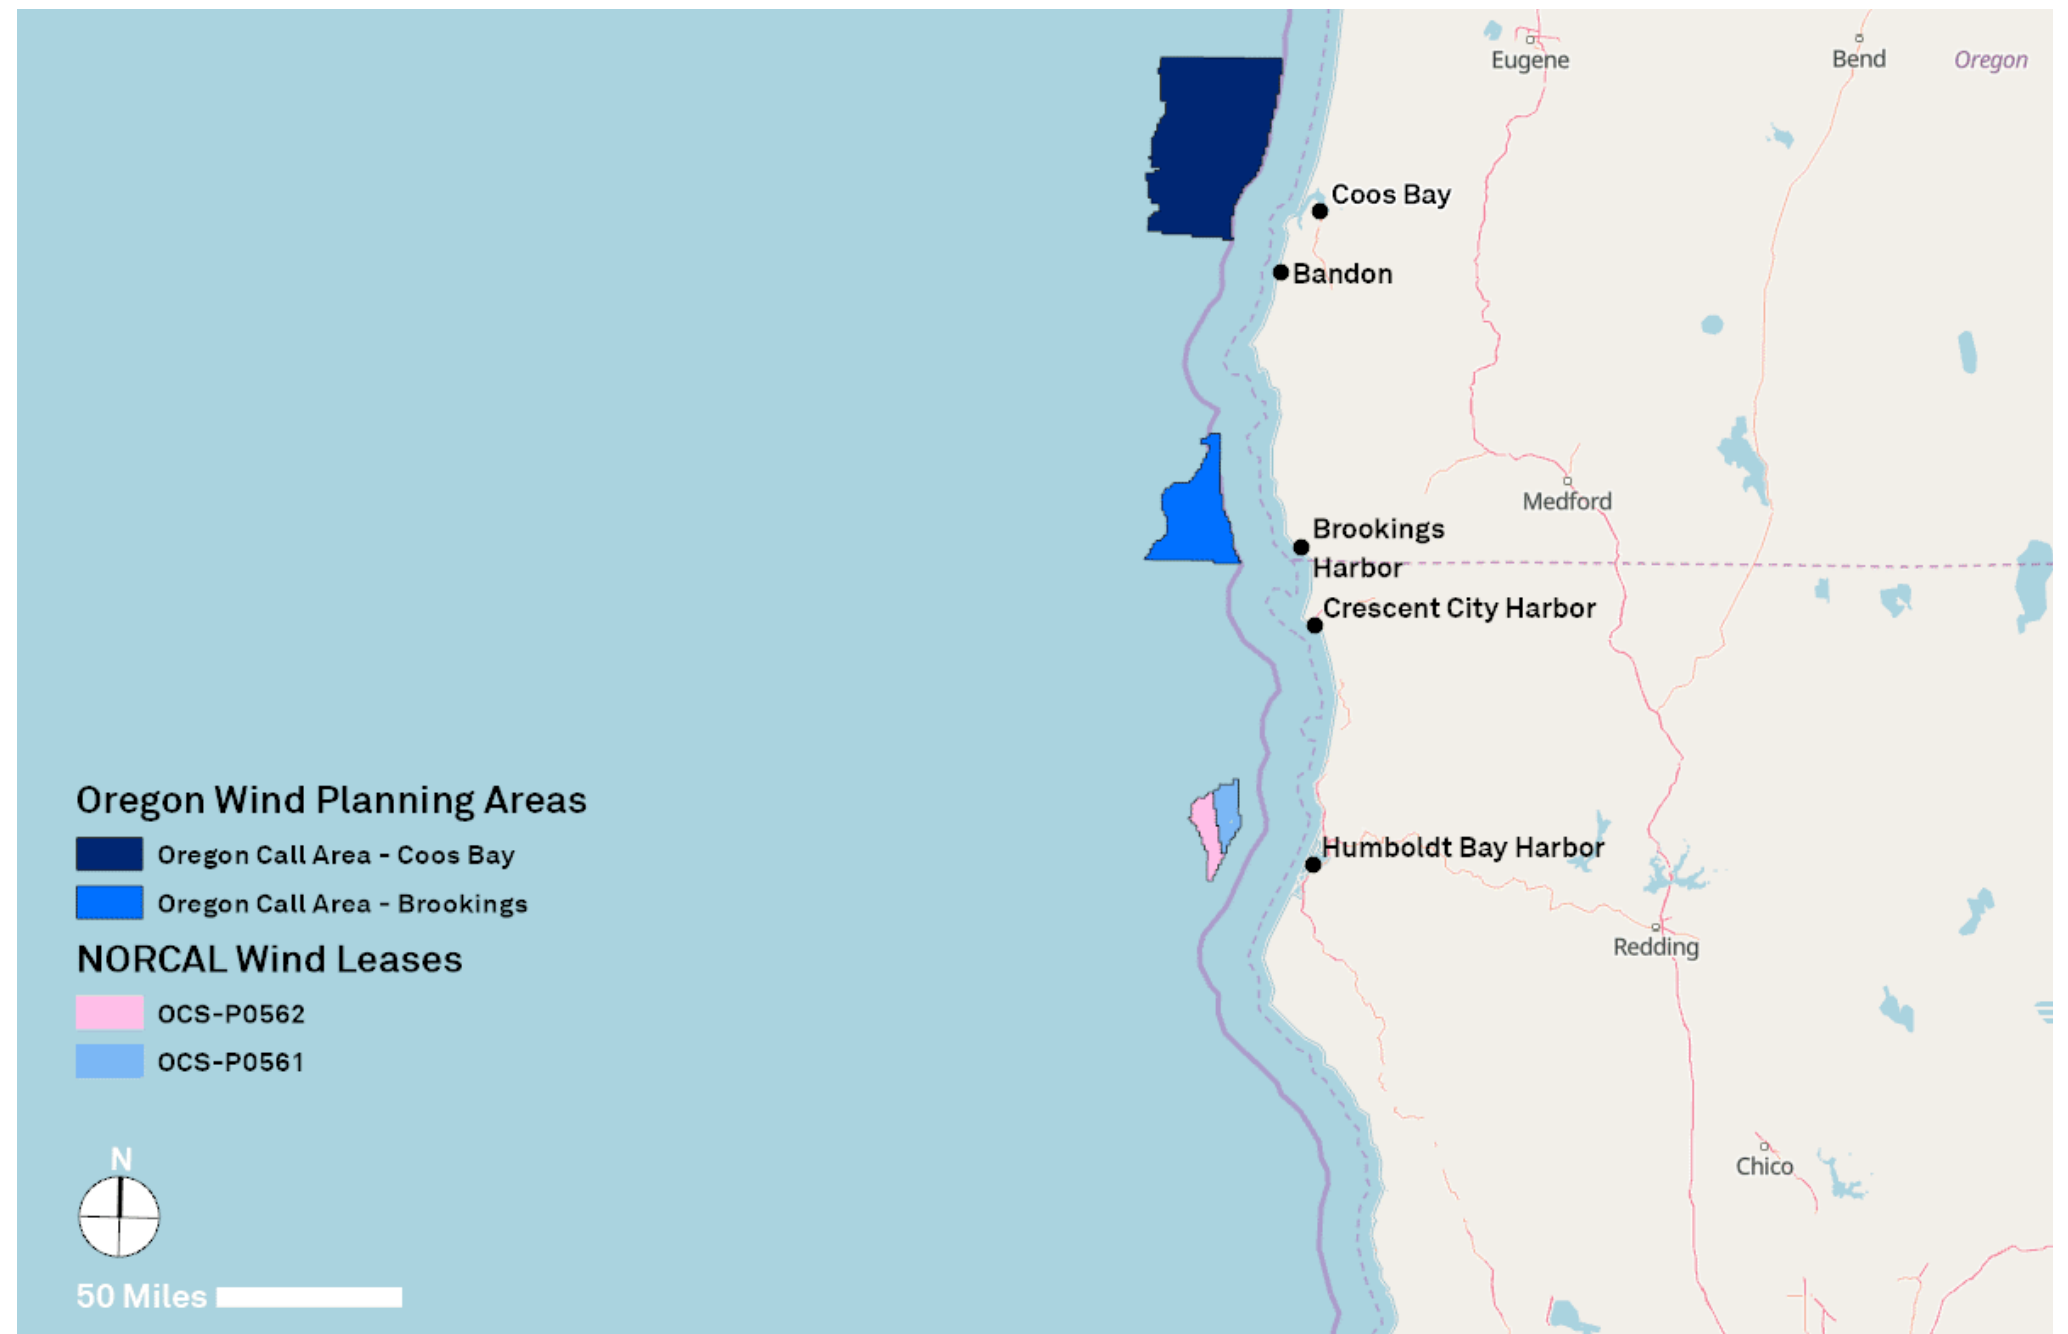 Eugene
Bend
Oregon
Coos Bay
Bandon
Medford
Brookings
Harbor
Crescent City Harbor
Humboldt Bay Harbor
Redding
Chico
Oregon Wind Planning Areas
Oregon Call Area - Coos Bay
Oregon Call Area - Brookings
NORCAL Wind Leases
OCS-P0562
OCS-P0561
N
50 Miles